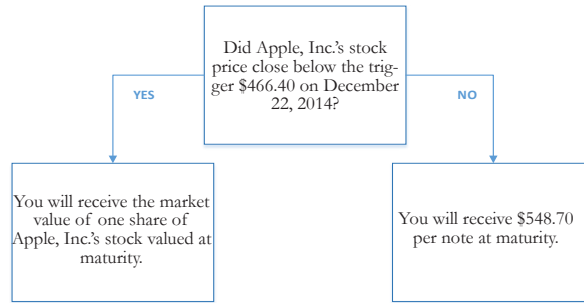 Did Apple, Inc.'s stock
price close below the trig-
ger $466.40 on December
22, 2014?
YES
NO
You will receive the market
value of one share of
Apple, Inc.'s stock valued at
maturity.
You will receive $548.70
per note at maturity.